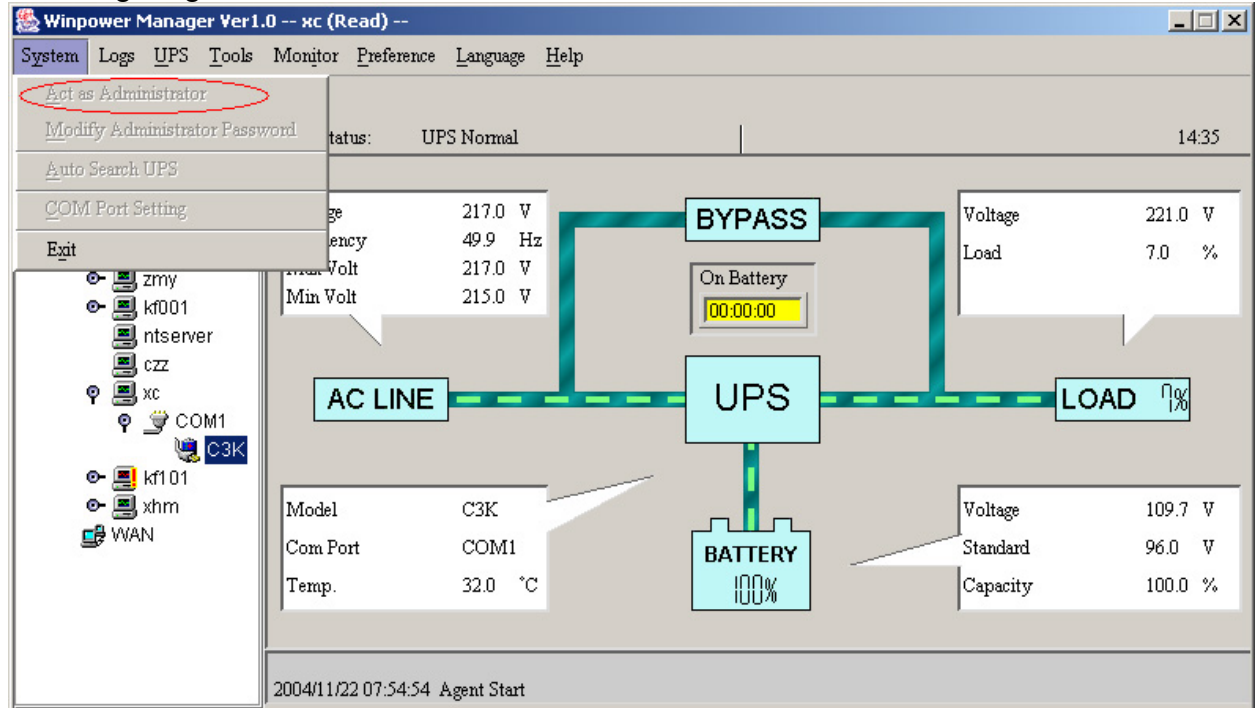 Winpower Manager Ver1.0 -- xc (Read) --
System Logs UPS Tools Monitor Preference Language Help
Act as Administrator
Modify Administrator Password
Auto Search UPS
COM Port Setting
Exit
UPS Normal
14:35
217.0 V
49.9 Hz
Max Volt 217.0 V
Min Volt 215.0 V
BYPASS
On Battery
00:00:00
Voltage 221.0 V
Load 7.0 %
zmy
kf001
ntserver
czz
xc
COM1
C3K
kf101
xhm
WAN
AC LINE
UPS
LOAD 7%
Model C3K
Com Port COM1
Temp. 32.0 °C
BATTERY
100%
Voltage 109.7 V
Standard 96.0 V
Capacity 100.0 %
2004/11/22 07:54:54 Agent Start